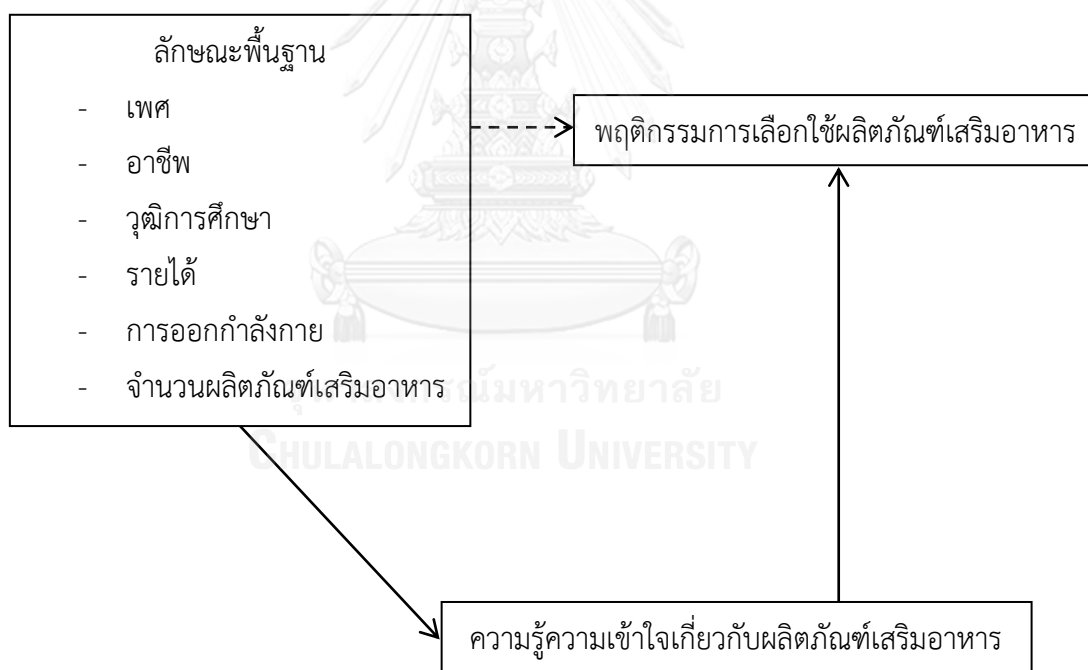 ลักษณะพื้นฐาน
- เพศ
- อาชีพ
- วุฒิการศึกษา
- รายได้
- การออกกำลังกาย
- จำนวนผลิตภัณฑ์เสริมอาหาร
พฤติกรรมการเลือกใช้ผลิตภัณฑ์เสริมอาหาร
จุฬาลงกรณ์มหาวิทยาลัย
CHULALONGKORN UNIVERSITY
ความรู้ความเข้าใจเกี่ยวกับผลิตภัณฑ์เสริมอาหาร